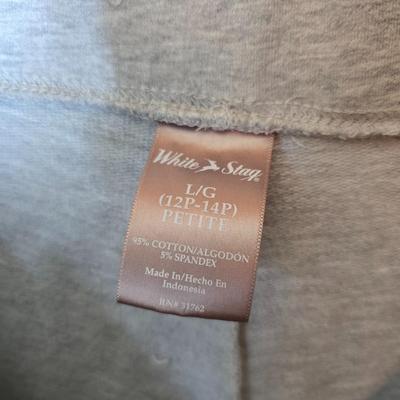 White Stag®
L/G
(12P-14P)
PETITE
95% COTTON/ALGODÓN
5% SPANDEX
Made In/Hecho En
Indonesia
RN# 31762